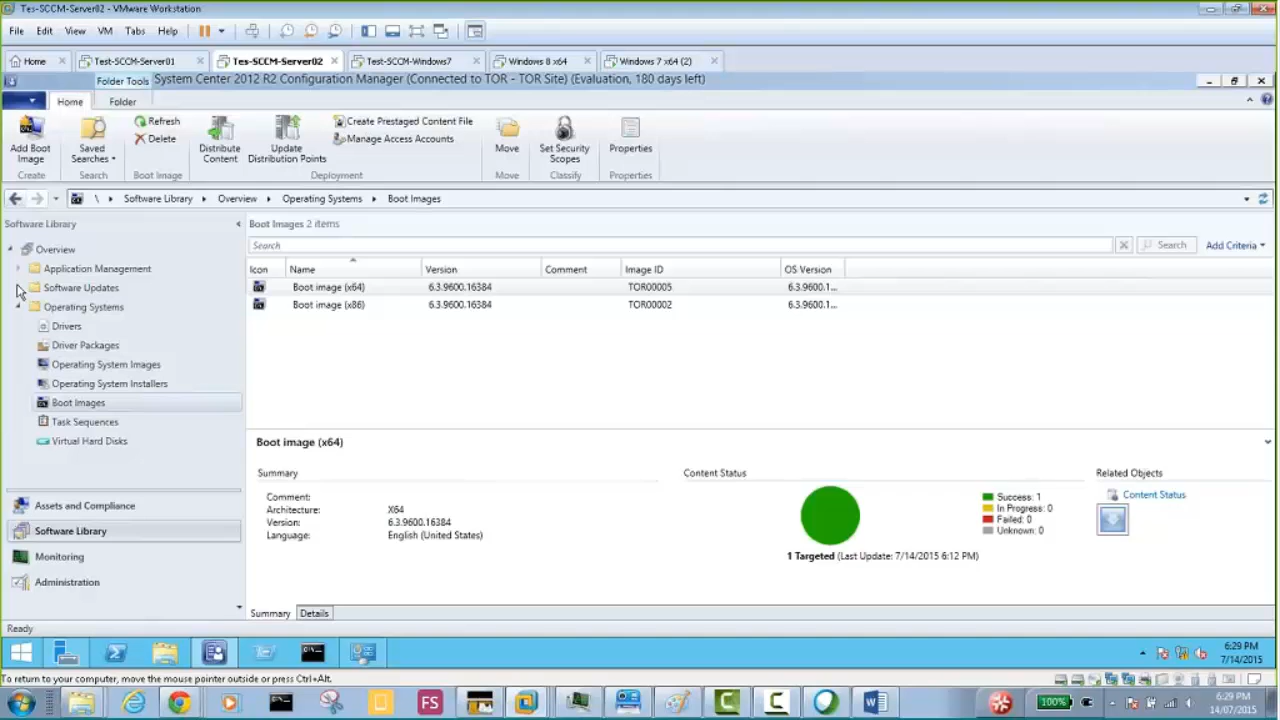 Tes-SCCM-Server02 - VMware Workstation
File Edit View VM Tabs Help
Home Test-SCCM-Server01 Tes-SCCM-Server02 Test-SCCM-Windows7 Windows 8 x64 Windows 7 x64 (2)
Folder Tools System Center 2012 R2 Configuration Manager (Connected to TOR - TOR Site) (Evaluation, 180 days left)
Home Folder
Add Boot Image
Create
Saved Searches
Search
Refresh
Delete
Boot Image
Distribute Content
Update Distribution Points
Create Prestaged Content File
Manage Access Accounts
Deployment
Move
Move
Set Security Scopes
Classify
Properties
Properties
\ Software Library Overview Operating Systems Boot Images
Software Library
Overview
Application Management
Software Updates
Operating Systems
Drivers
Driver Packages
Operating System Images
Operating System Installers
Boot Images
Task Sequences
Virtual Hard Disks
Assets and Compliance
Software Library
Monitoring
Administration
Boot Images 2 items
Search Search Add Criteria
Icon Name Version Comment Image ID OS Version
Boot image (x64) 6.3.9600.16384 TOR00005 6.3.9600.1...
Boot image (x86) 6.3.9600.16384 TOR00002 6.3.9600.1...
Boot image (x64)
Summary
Comment:
Architecture: X64
Version: 6.3.9600.16384
Language: English (United States)
Content Status
Success: 1
In Progress: 0
Failed: 0
Unknown: 0
1 Targeted (Last Update: 7/14/2015 6:12 PM)
Related Objects
Content Status
Summary Details
Ready
6:29 PM
7/14/2015
To return to your computer, move the mouse pointer outside or press Ctrl+Alt.
FS
100%
6:29 PM
14/07/2015